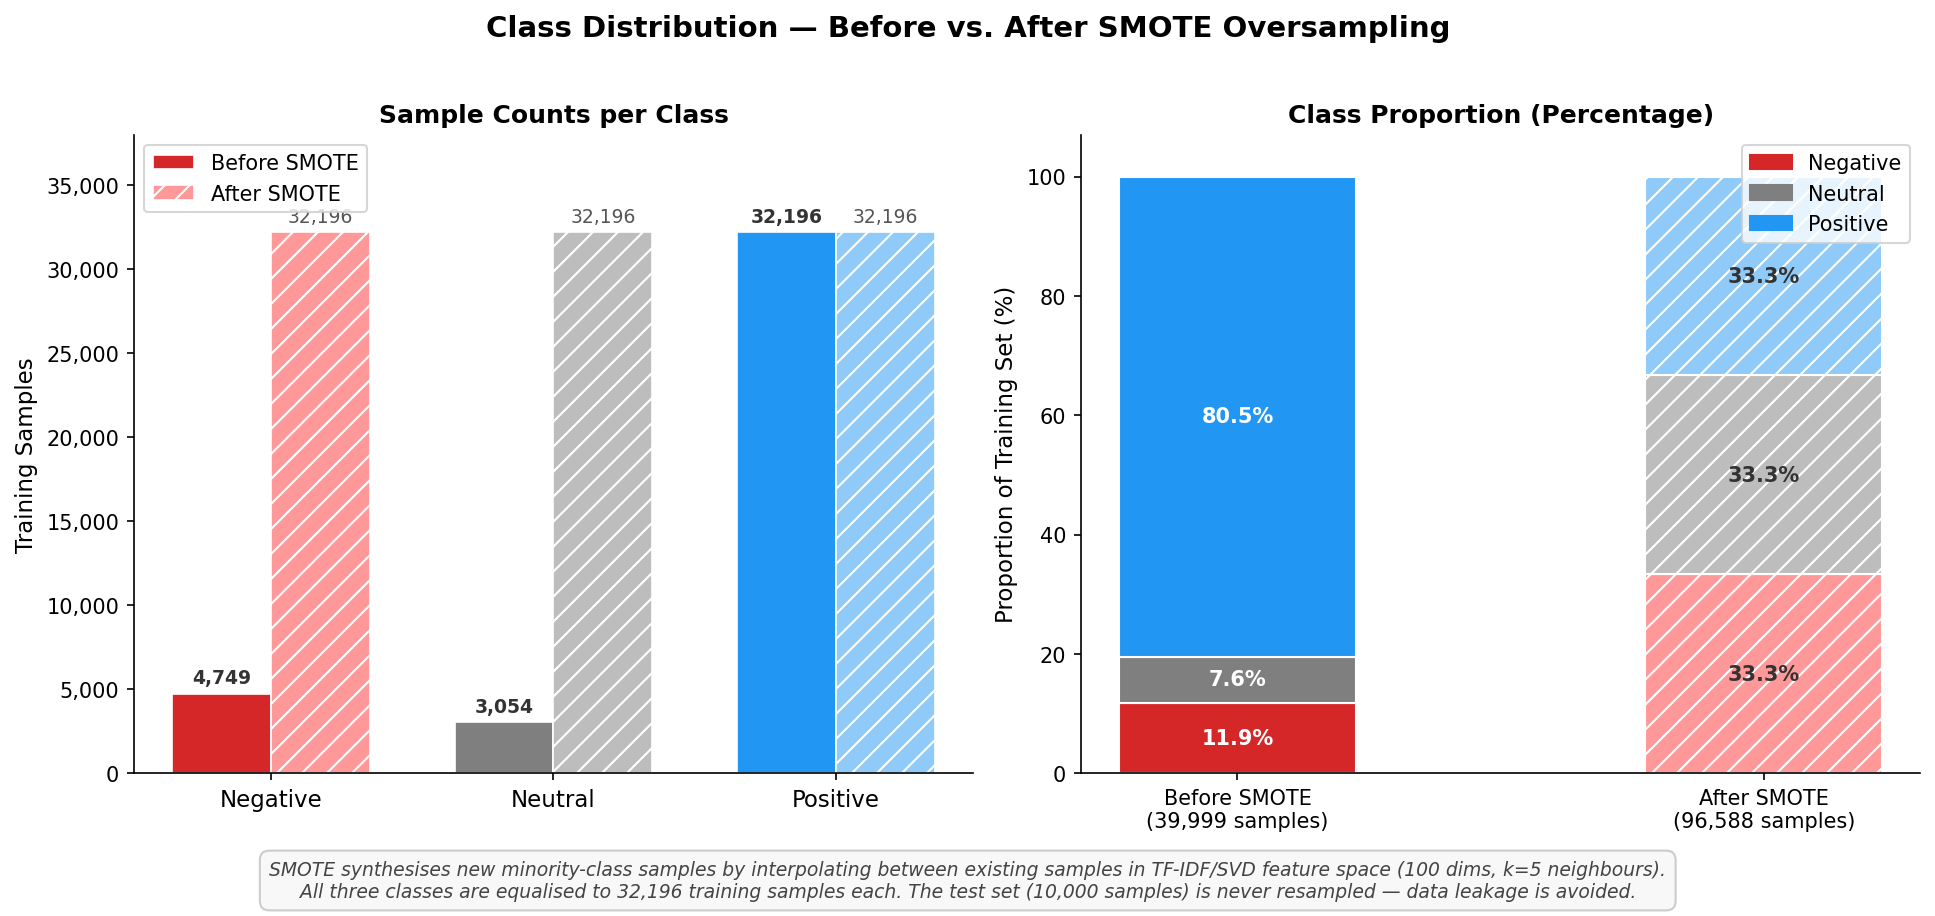 Class Distribution — Before vs. After SMOTE Oversampling
Sample Counts per Class
Before SMOTE
After SMOTE
Training Samples
35,000
30,000
25,000
20,000
15,000
10,000
5,000
0
4,749
32,196
3,054
32,196
32,196
32,196
Negative
Neutral
Positive
Class Proportion (Percentage)
Negative
Neutral
Positive
Proportion of Training Set (%)
100
80
60
40
20
0
80.5%
7.6%
11.9%
33.3%
33.3%
33.3%
Before SMOTE
(39,999 samples)
After SMOTE
(96,588 samples)
SMOTE synthesises new minority-class samples by interpolating between existing samples in TF-IDF/SVD feature space (100 dims, k=5 neighbours).
All three classes are equalised to 32,196 training samples each. The test set (10,000 samples) is never resampled — data leakage is avoided.